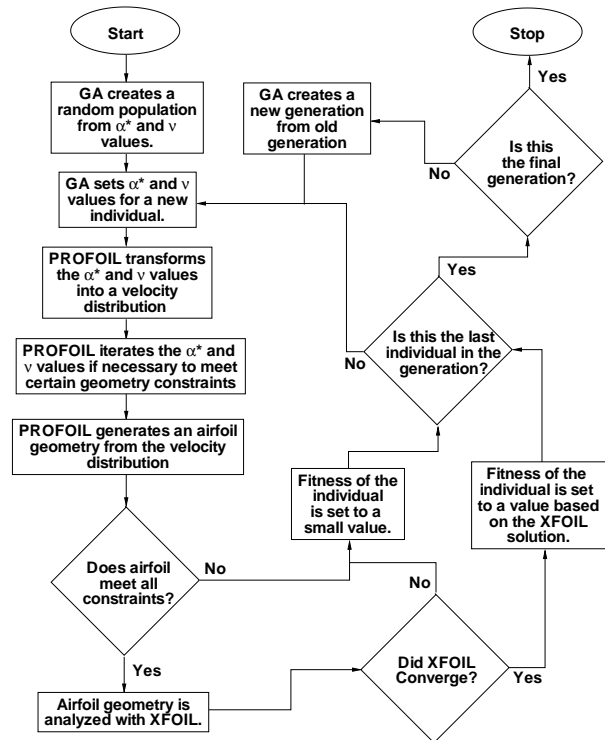 Start
GA creates a
random population
from α* and ν
values.
GA sets α* and ν
values for a new
individual.
PROFOIL transforms
the α* and ν values
into a velocity
distribution
PROFOIL iterates the α* and
ν values if necessary to meet
certain geometry constraints
PROFOIL generates an airfoil
geometry from the velocity
distribution
Does airfoil
meet all
constraints?
No
Yes
Airfoil geometry is
analyzed with XFOIL.
Did XFOIL
Converge?
No
Yes
Fitness of the
individual
is set to a
small value.
Fitness of the
individual is set
to a value based
on the XFOIL
solution.
Is this the last
individual in the
generation?
No
Yes
Is this
the final
generation?
No
Yes
GA creates a
new generation
from old
generation
Stop